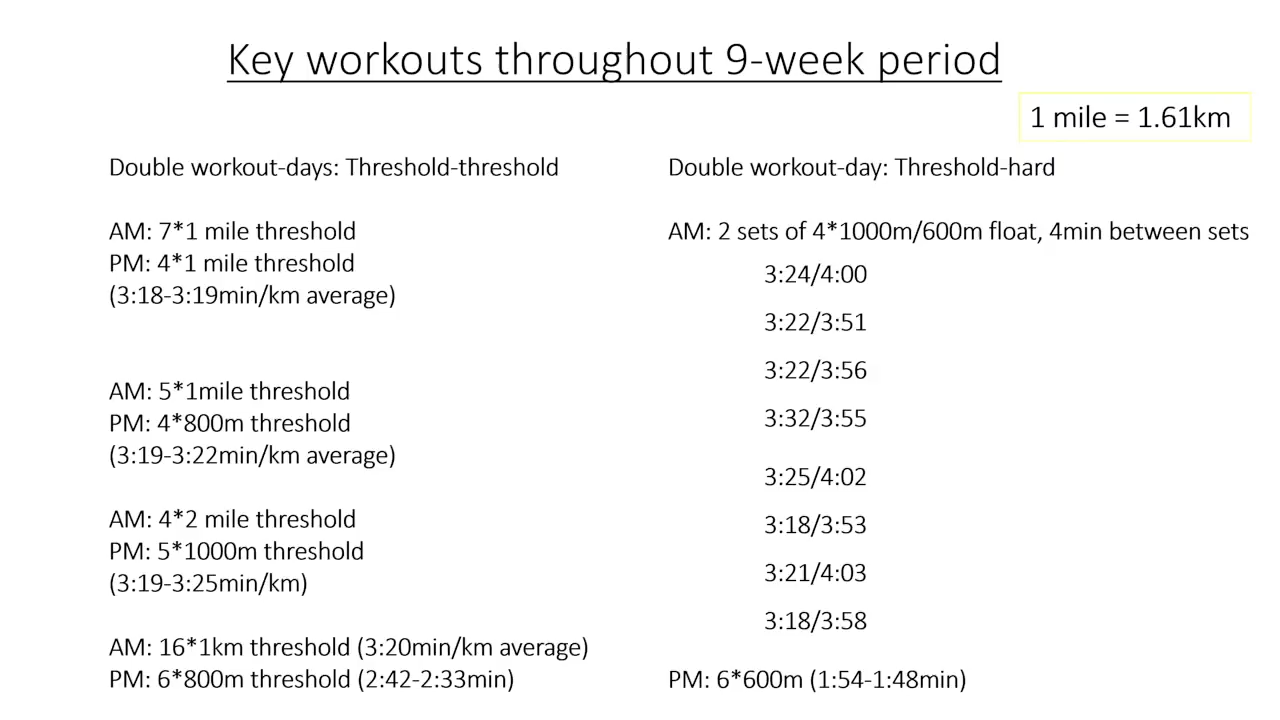 Key workouts throughout 9-week period
1 mile = 1.61km
Double workout-days: Threshold-threshold
AM: 7*1 mile threshold
PM: 4*1 mile threshold
(3:18-3:19min/km average)
AM: 5*1mile threshold
PM: 4*800m threshold
(3:19-3:22min/km average)
AM: 4*2 mile threshold
PM: 5*1000m threshold
(3:19-3:25min/km)
AM: 16*1km threshold (3:20min/km average)
PM: 6*800m threshold (2:42-2:33min)
Double workout-day: Threshold-hard
AM: 2 sets of 4*1000m/600m float, 4min between sets
3:24/4:00
3:22/3:51
3:22/3:56
3:32/3:55
3:25/4:02
3:18/3:53
3:21/4:03
3:18/3:58
PM: 6*600m (1:54-1:48min)